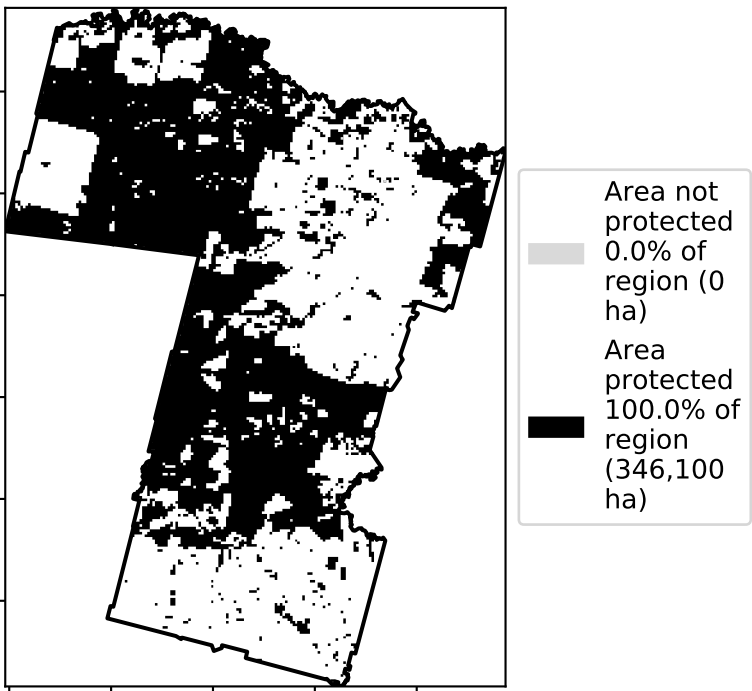 Area not
protected
0.0% of
region (0
ha)
Area
protected
100.0% of
region
(346,100
ha)